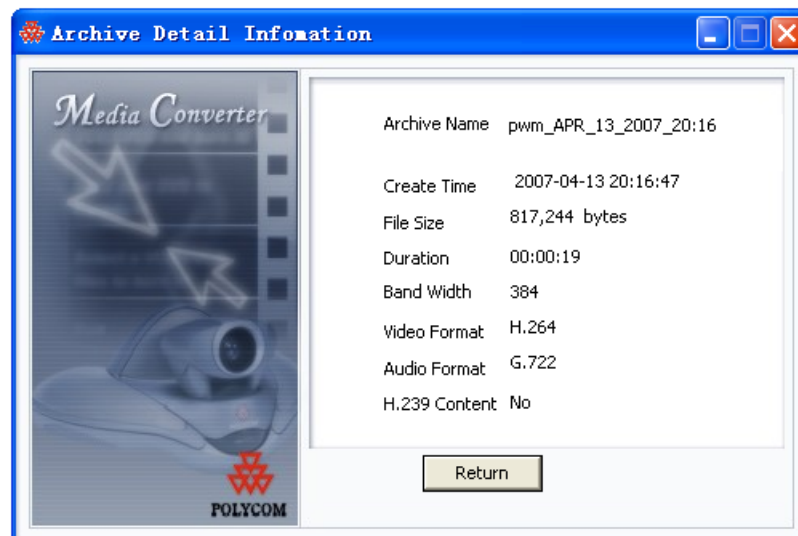 Archive Detail Infomation
Media Converter
Archive Name pwm_APR_13_2007_20:16
Create Time 2007-04-13 20:16:47
File Size 817,244 bytes
Duration 00:00:19
Band Width 384
Video Format H.264
Audio Format G.722
H.239 Content No
POLYCOM
Return